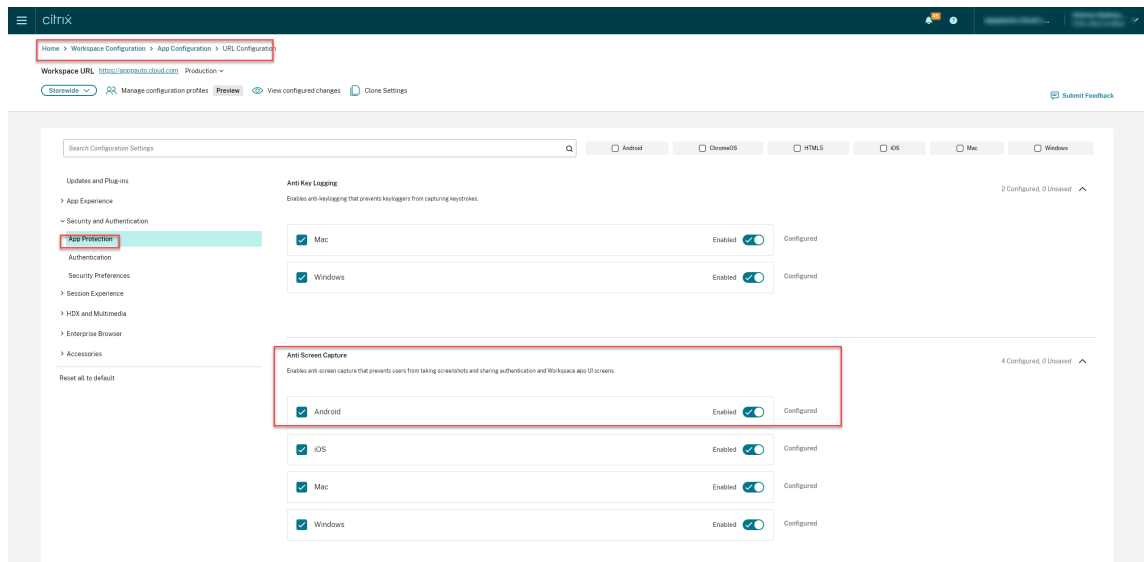 citrix
41
Home > Workspace Configuration > App Configuration > URL Configuration
Workspace URL https://appauto.cloud.com Production
Storewide Manage configuration profiles Preview View configured changes Clone Settings
Submit Feedback
Search Configuration Settings
Android ChromeOS HTML5 iOS Mac Windows
Updates and Plug-ins
App Experience
Security and Authentication
App Protection
Authentication
Security Preferences
Session Experience
HDX and Multimedia
Enterprise Browser
Accessories
Reset all to default
Anti Key Logging
2 Configured, 0 Unsaved
Enables anti-keylogging that prevents keyloggers from capturing keystrokes.
Mac Enabled Configured
Windows Enabled Configured
Anti Screen Capture
4 Configured, 0 Unsaved
Enables anti-screen capture that prevents users from taking screenshots and sharing authentication and Workspace app UI screens.
Android Enabled Configured
iOS Enabled Configured
Mac Enabled Configured
Windows Enabled Configured